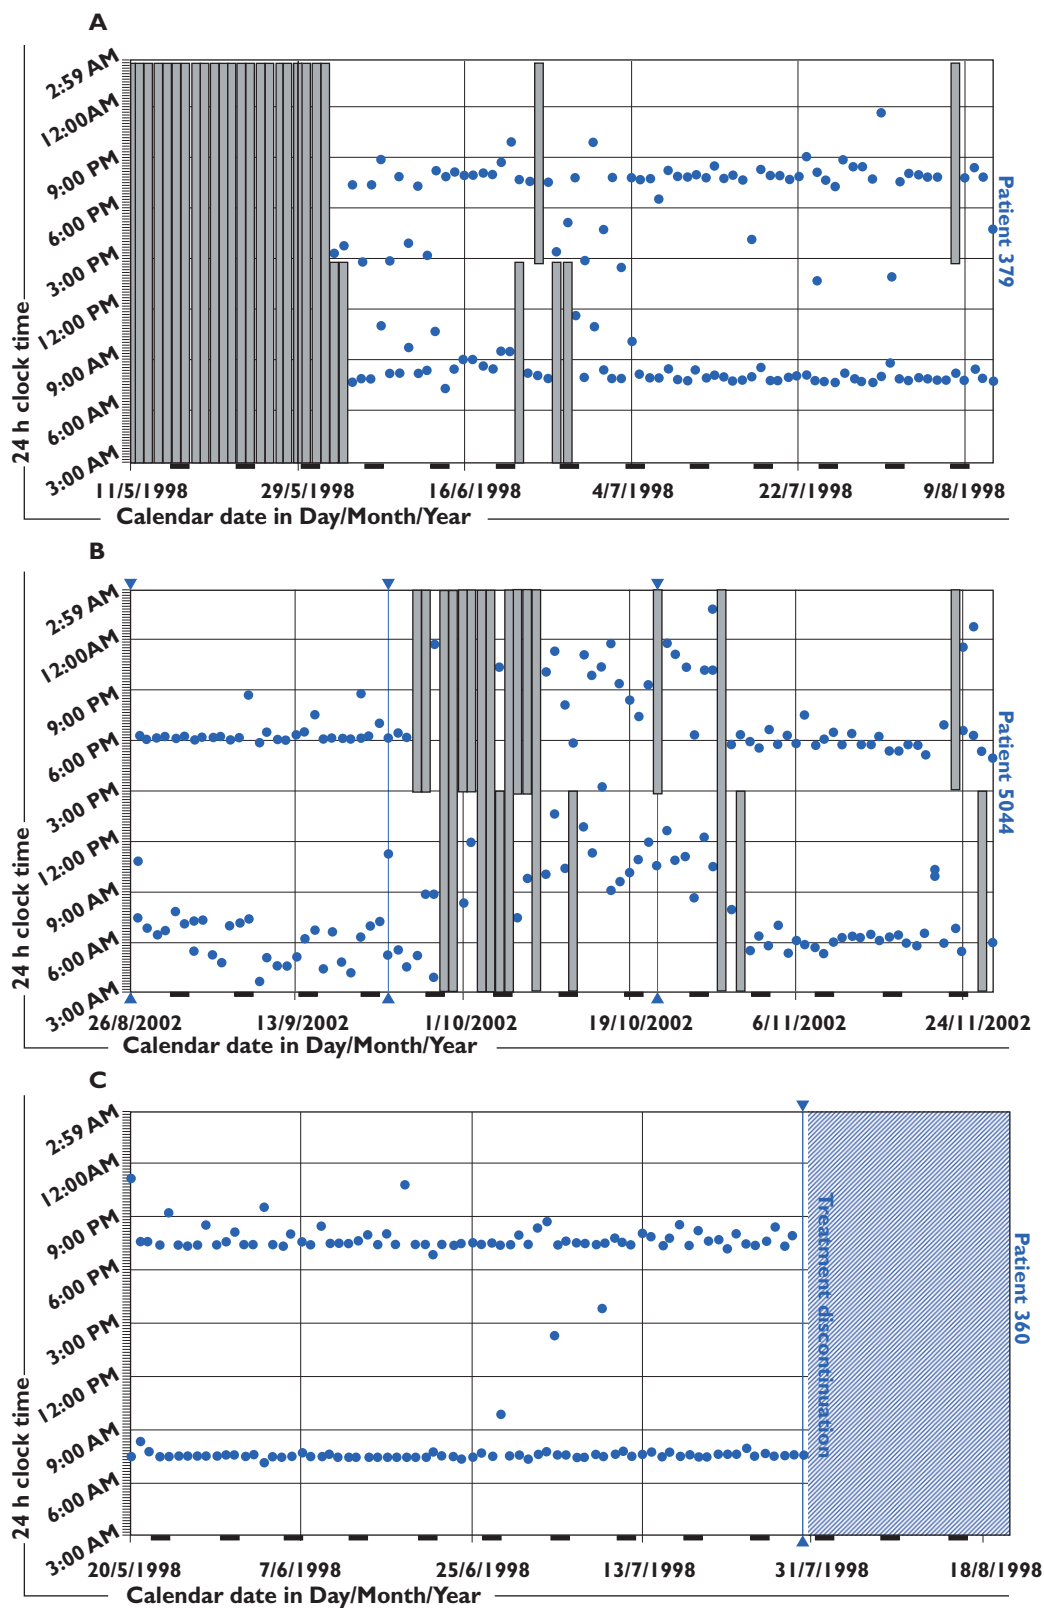 A
2:59 AM
12:00AM
9:00 PM
6:00 PM
3:00 PM
12:00 PM
9:00 AM
6:00 AM
3:00 AM
24 h clock time
Patient 379
11/5/1998 29/5/1998 16/6/1998 4/7/1998 22/7/1998 9/8/1998
Calendar date in Day/Month/Year
B
2:59 AM
12:00AM
9:00 PM
6:00 PM
3:00 PM
12:00 PM
9:00 AM
6:00 AM
3:00 AM
24 h clock time
Patient 5044
26/8/2002 13/9/2002 1/10/2002 19/10/2002 6/11/2002 24/11/2002
Calendar date in Day/Month/Year
C
2:59 AM
12:00AM
9:00 PM
6:00 PM
3:00 PM
12:00 PM
9:00 AM
6:00 AM
3:00 AM
24 h clock time
Treatment discontinuation
Patient 360
20/5/1998 7/6/1998 25/6/1998 13/7/1998 31/7/1998 18/8/1998
Calendar date in Day/Month/Year